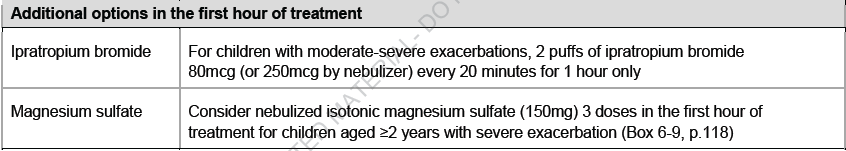 Additional options in the first hour of treatment
Ipratropium bromide
For children with moderate-severe exacerbations, 2 puffs of ipratropium bromide
80mcg (or 250mcg by nebulizer) every 20 minutes for 1 hour only
Magnesium sulfate
Consider nebulized isotonic magnesium sulfate (150mg) 3 doses in the first hour of
treatment for children aged ≥2 years with severe exacerbation (Box 6-9, p.118)
MATERIAL- DO